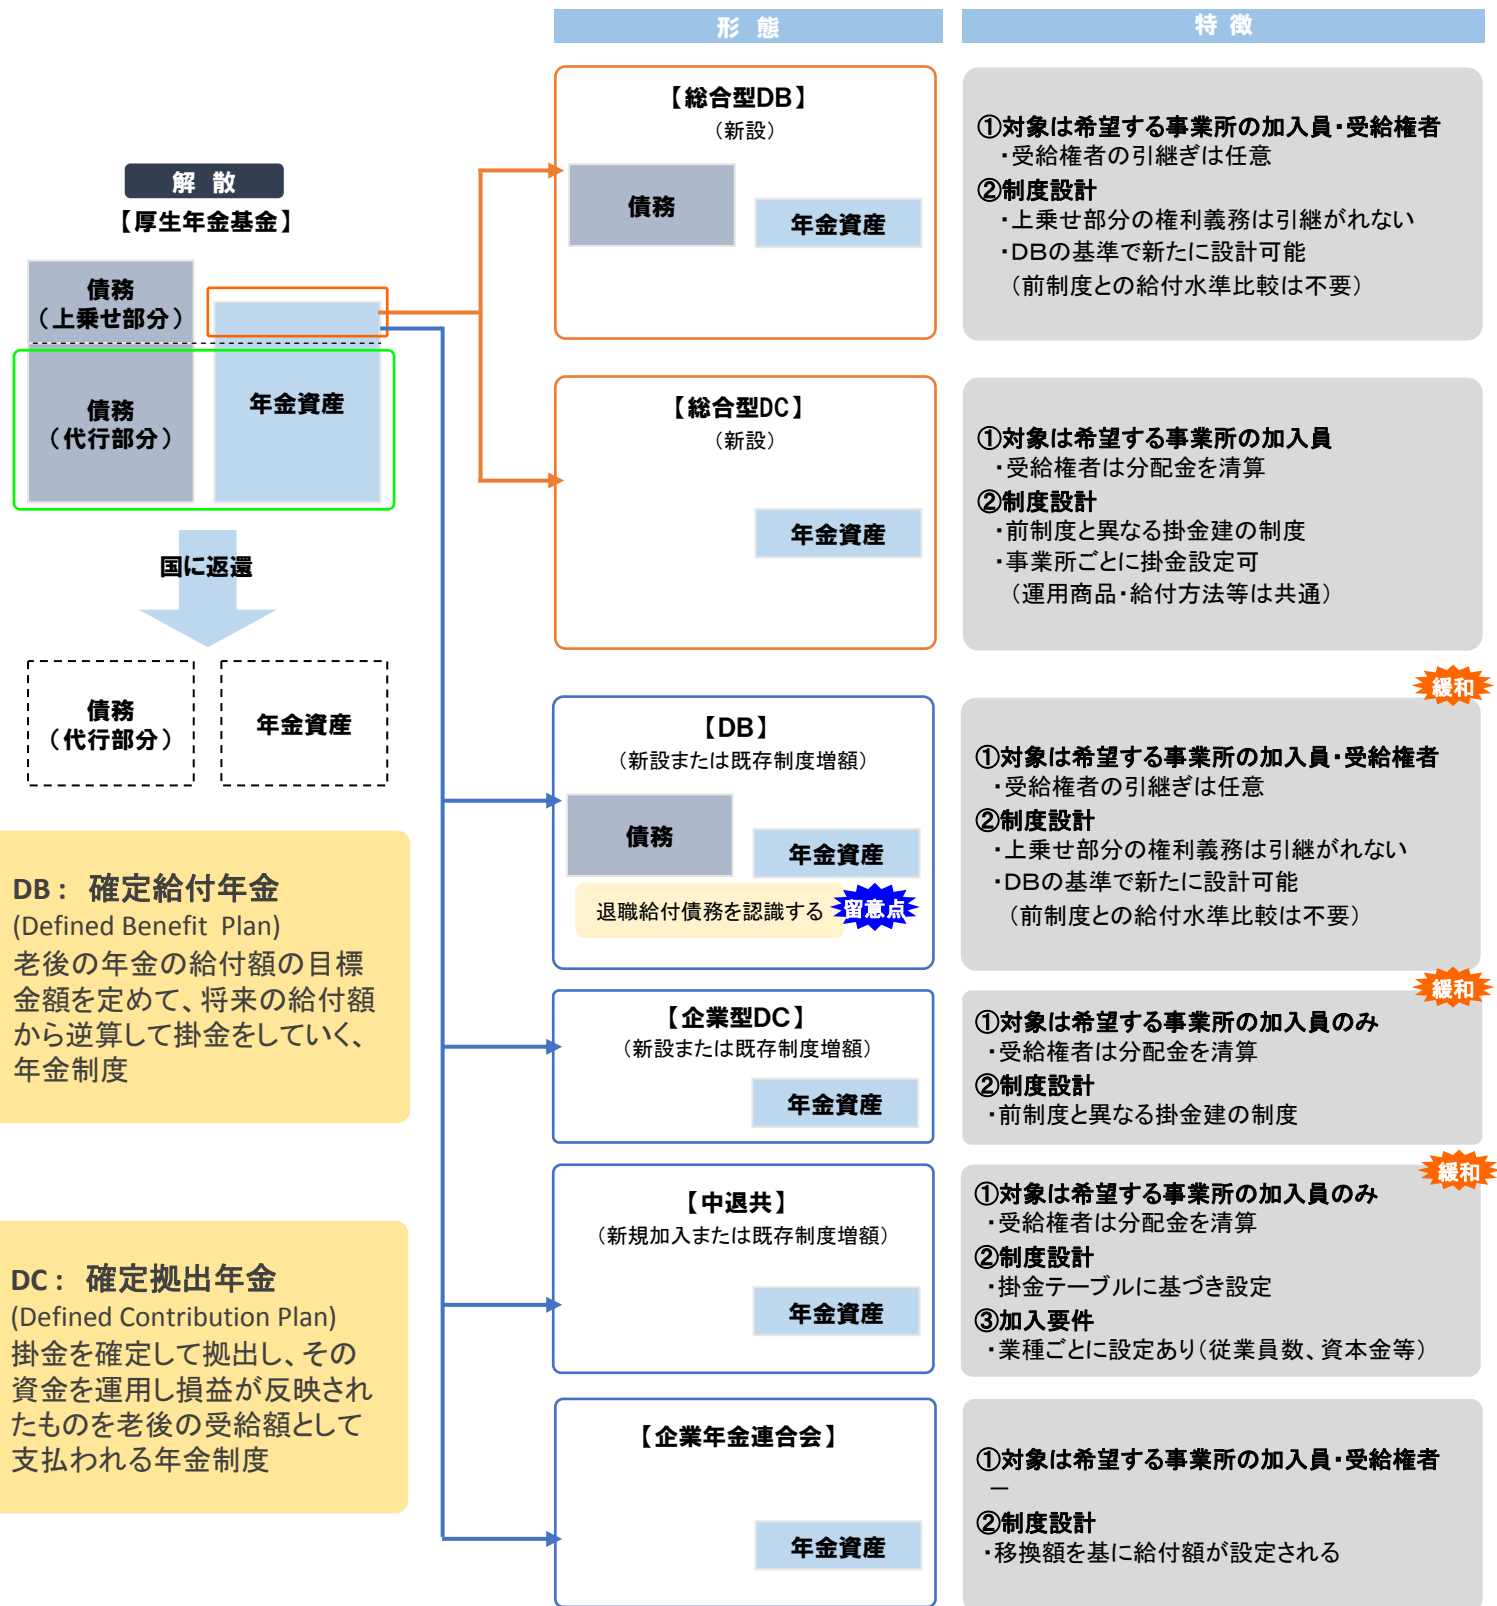 形 態
特 徴
解 散
【厚生年金基金】
債務
（上乗せ部分）
債務
（代行部分）
年金資産
国に返還
債務
（代行部分）
年金資産
DB： 確定給付年金
(Defined Benefit Plan)
老後の年金の給付額の目標
金額を定めて、将来の給付額
から逆算して掛金をしていく、
年金制度
DC： 確定拠出年金
(Defined Contribution Plan)
掛金を確定して拠出し、その
資金を運用し損益が反映され
たものを老後の受給額として
支払われる年金制度
【総合型DB】
（新設）
債務
年金資産
①対象は希望する事業所の加入員・受給権者
・受給権者の引継ぎは任意
②制度設計
・上乗せ部分の権利義務は引継がれない
・DBの基準で新たに設計可能
（前制度との給付水準比較は不要）
【総合型DC】
（新設）
年金資産
①対象は希望する事業所の加入員
・受給権者は分配金を清算
②制度設計
・前制度と異なる掛金建の制度
・事業所ごとに掛金設定可
（運用商品・給付方法等は共通）
【DB】
（新設または既存制度増額）
債務
年金資産
退職給付債務を認識する
留意点
緩和
①対象は希望する事業所の加入員・受給権者
・受給権者の引継ぎは任意
②制度設計
・上乗せ部分の権利義務は引継がれない
・DBの基準で新たに設計可能
（前制度との給付水準比較は不要）
【企業型DC】
（新設または既存制度増額）
年金資産
緩和
①対象は希望する事業所の加入員のみ
・受給権者は分配金を清算
②制度設計
・前制度と異なる掛金建の制度
【中退共】
（新規加入または既存制度増額）
年金資産
緩和
①対象は希望する事業所の加入員のみ
・受給権者は分配金を清算
②制度設計
・掛金テーブルに基づき設定
③加入要件
・業種ごとに設定あり（従業員数、資本金等）
【企業年金連合会】
年金資産
①対象は希望する事業所の加入員・受給権者
－
②制度設計
・移換額を基に給付額が設定される